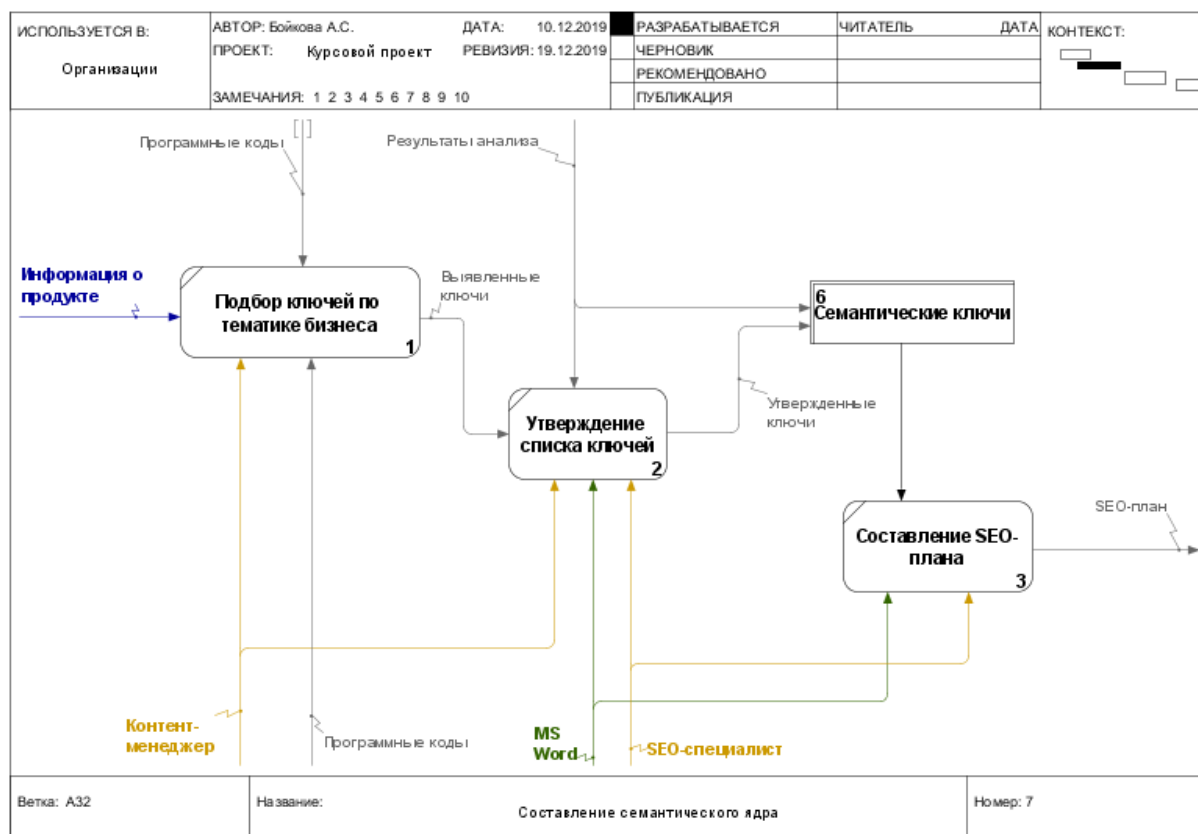 ИСПОЛЬЗУЕТСЯ В:
Организации
АВТОР: Бойкова А.С.
ДАТА: 10.12.2019
ПРОЕКТ: Курсовой проект
РЕВИЗИЯ: 19.12.2019
ЗАМЕЧАНИЯ: 1 2 3 4 5 6 7 8 9 10
РАЗРАБАТЫВАЕТСЯ
ЧЕРНОВИК
РЕКОМЕНДОВАНО
ПУБЛИКАЦИЯ
ЧИТАТЕЛЬ
ДАТА
КОНТЕКСТ:
Программные коды
Результаты анализа
Информация о
продукте
Подбор ключей по
тематике бизнеса
1
Выявленные
ключи
6
Семантические ключи
Утверждение
списка ключей
2
Утвержденные
ключи
Составление SEO-
плана
3
SEO-план
Контент-
менеджер
Программные коды
MS
Word
SEO-специалист
Ветка: A32
Название:
Составление семантического ядра
Номер: 7